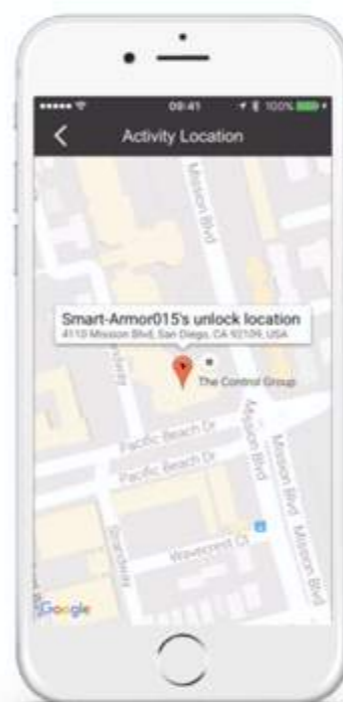 09:41
100%
Activity Location
Mission Blvd
Smart-Armor015's unlock location
4110 Mission Blvd, San Diego, CA 92109, USA
The Control Group
Pacific Beach Dr
Pacific Beach Dr
Mission Blvd
Mission Blvd
Mission Blvd
Strandway
Wavecrest Ct
Google